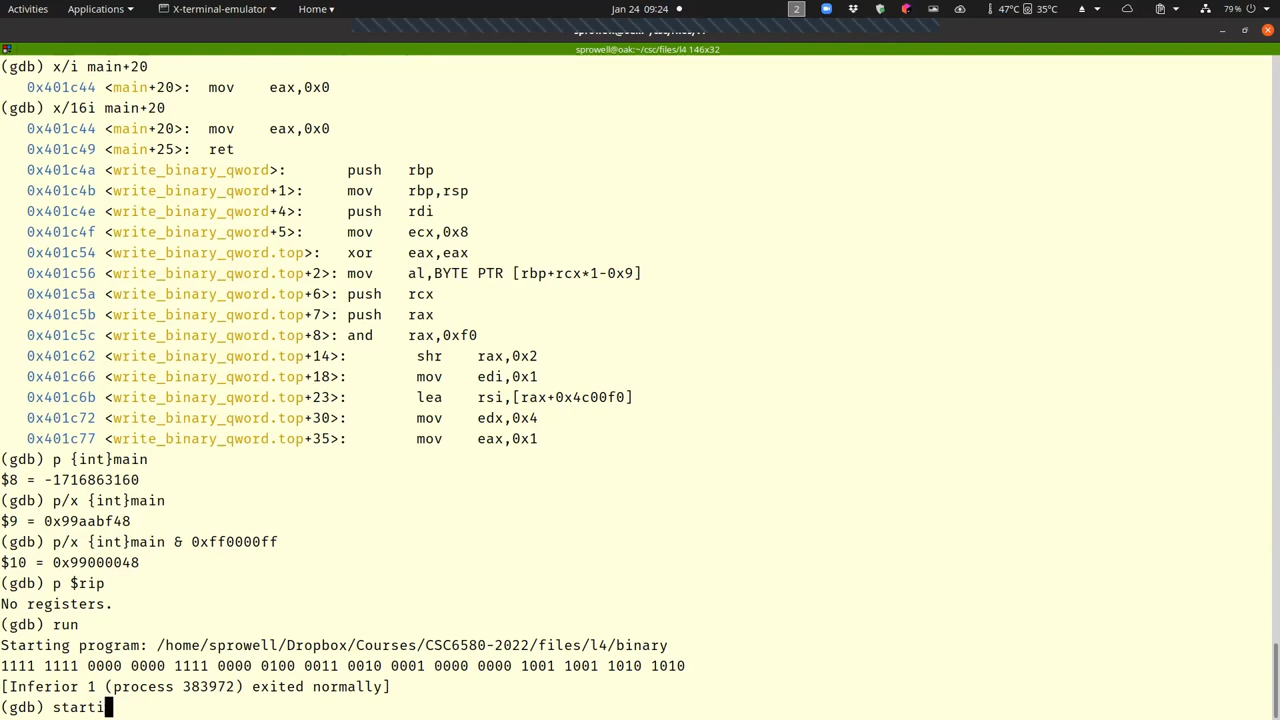 Activities Applications ▾ X-terminal-emulator ▾ Home ▾ Jan 24 09:24 2 47°C 35°C 79%
sprowell@oak:~/csc/files/l4 146x32
(gdb) x/i main+20
0x401c44 <main+20>: mov eax,0x0
(gdb) x/16i main+20
0x401c44 <main+20>: mov eax,0x0
0x401c49 <main+25>: ret
0x401c4a <write_binary_qword>: push rbp
0x401c4b <write_binary_qword+1>: mov rbp,rsp
0x401c4e <write_binary_qword+4>: push rdi
0x401c4f <write_binary_qword+5>: mov ecx,0x8
0x401c54 <write_binary_qword.top>: xor eax,eax
0x401c56 <write_binary_qword.top+2>: mov al,BYTE PTR [rbp+rcx*1-0x9]
0x401c5a <write_binary_qword.top+6>: push rcx
0x401c5b <write_binary_qword.top+7>: push rax
0x401c5c <write_binary_qword.top+8>: and rax,0xf0
0x401c62 <write_binary_qword.top+14>: shr rax,0x2
0x401c66 <write_binary_qword.top+18>: mov edi,0x1
0x401c6b <write_binary_qword.top+23>: lea rsi,[rax+0x4c00f0]
0x401c72 <write_binary_qword.top+30>: mov edx,0x4
0x401c77 <write_binary_qword.top+35>: mov eax,0x1
(gdb) p {int}main
$8 = -1716863160
(gdb) p/x {int}main
$9 = 0x99aabf48
(gdb) p/x {int}main & 0xff0000ff
$10 = 0x99000048
(gdb) p $rip
No registers.
(gdb) run
Starting program: /home/sprowell/Dropbox/Courses/CSC6580-2022/files/l4/binary
1111 1111 0000 0000 1111 0000 0100 0011 0010 0001 0000 0000 1001 1001 1010 1010
[Inferior 1 (process 383972) exited normally]
(gdb) starti